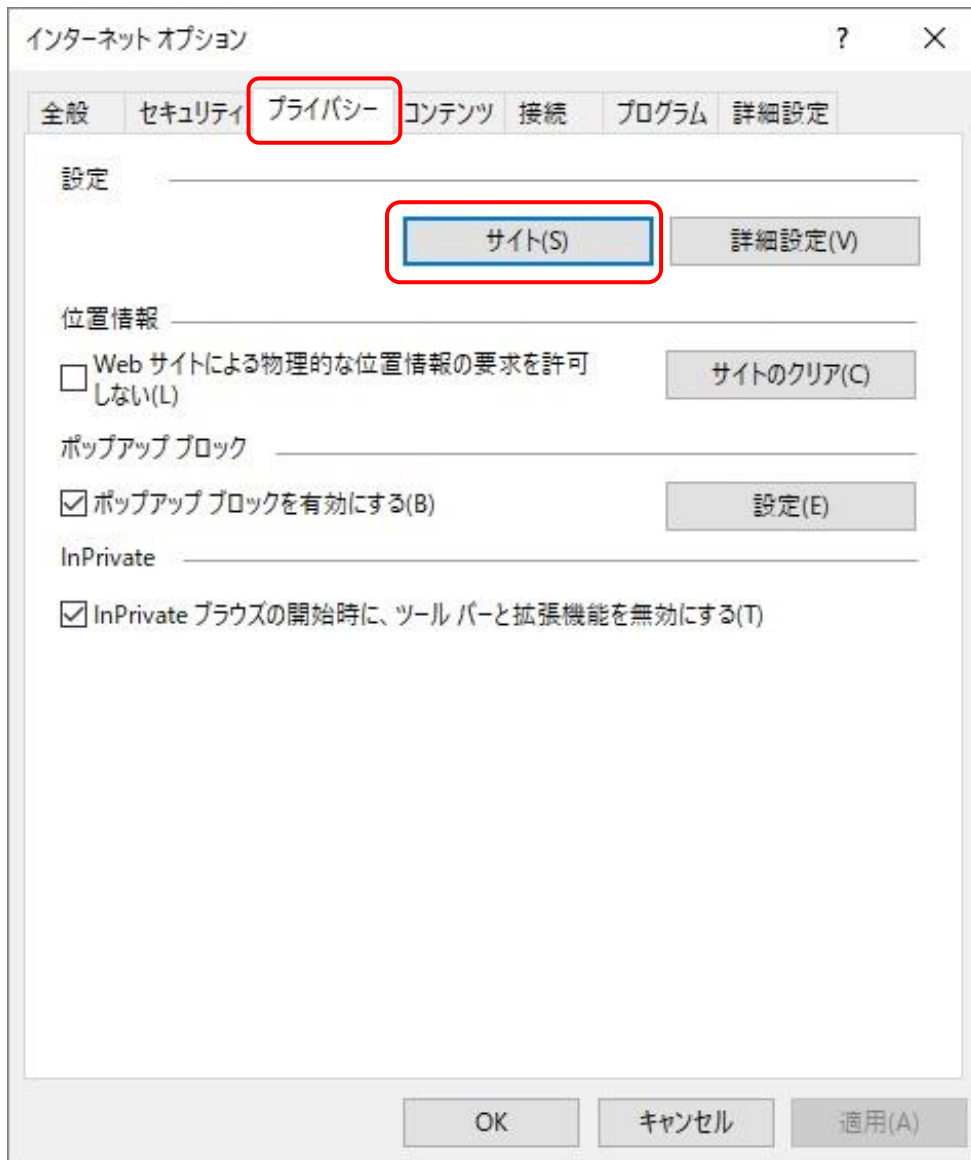 インターネット オプション ?
全般 セキュリティ プライバシー コンテンツ 接続 プログラム 詳細設定
設定
サイト(S) 詳細設定(V)
位置情報
Web サイトによる物理的な位置情報の要求を許可
しない(L)
サイトのクリア(C)
ポップアップ ブロック
ポップアップ ブロックを有効にする(B) 設定(E)
InPrivate
InPrivate ブラウズの開始時に、ツール バーと拡張機能を無効にする(T)
OK キャンセル 適用(A)